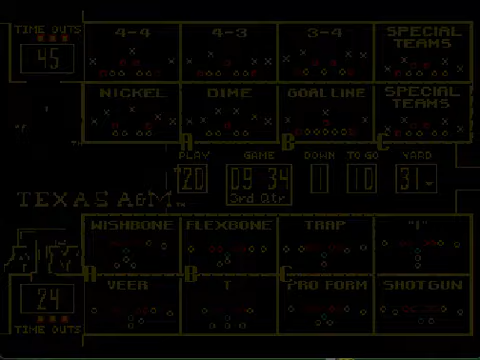 TIME OUTS
45
4-4 4-3 3-4 SPECIAL TEAMS
NICKEL DIME GOAL LINE SPECIAL TEAMS
A B C
PLAY GAME DOWN TO GO YARD
20 09 34 1 10 31
3rd Qtr
TEXAS A&M
WISHBONE FLEXBONE TRAP "I"
A B C
VEER T PRO FORM SHOTGUN
24
TIME OUTS